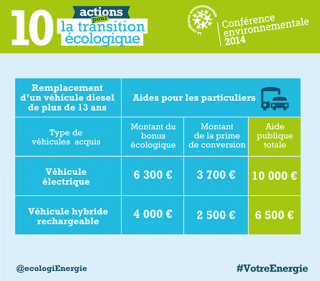 10 actions
pour
la transition
écologique
Conférence
environnementale
2014
Remplacement
d'un véhicule diesel
de plus de 13 ans
Aides pour les particuliers
Type de
véhicules acquis
Montant du
bonus
écologique
Montant
de la prime
de conversion
Aide
publique
totale
Véhicule
électrique
6 300 €
3 700 €
10 000 €
Véhicule hybride
rechargeable
4 000 €
2 500 €
6 500 €
@ecologiEnergie
#VotreEnergie